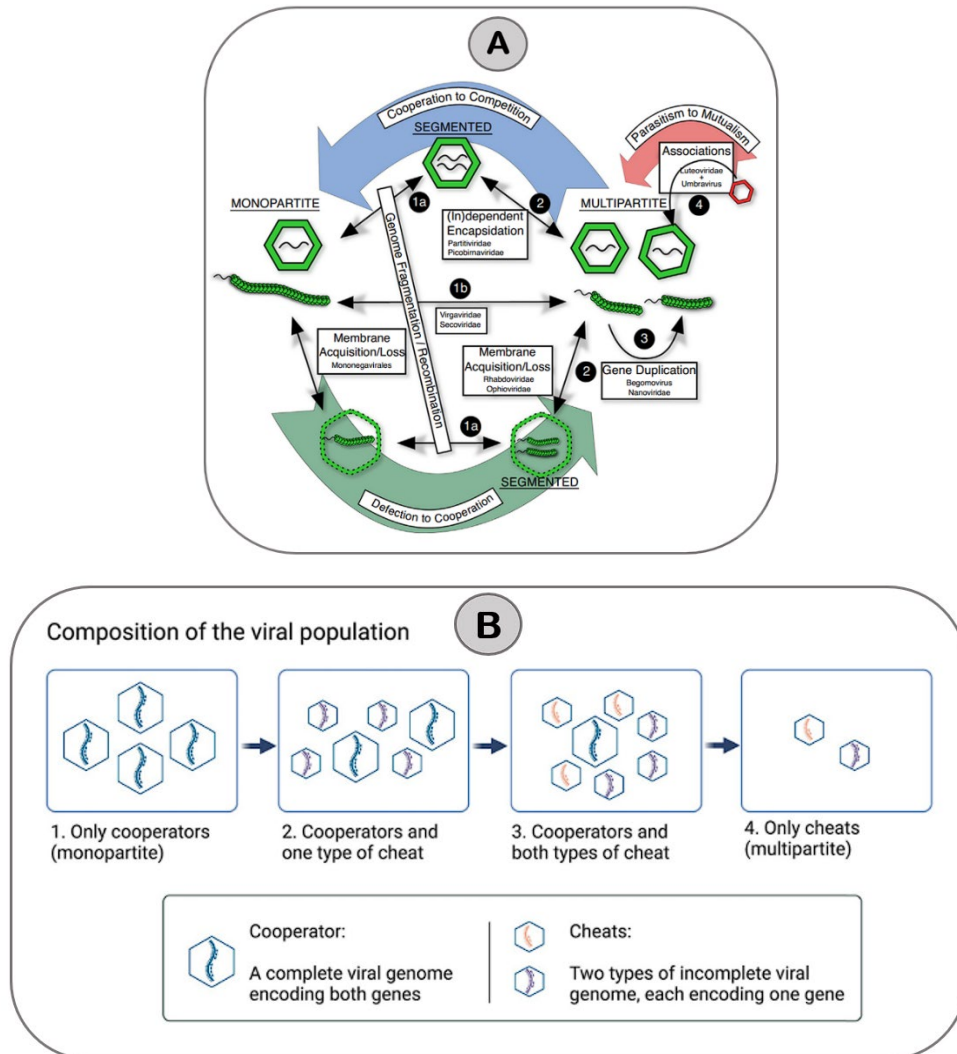 A
Cooperation to Competition
SEGMENTED
Parasitism to Mutualism
Associations
Luteoviridae
+
Umbravirus
4
1a
2
MONOPARTITE
(In)dependent
Encapsidation
Partitiviridae
Picobirnaviridae
MULTIPARTITE
Genome Fragmentation / Recombination
1b
Virgaviridae
Secoviridae
3
Membrane
Acquisition/Loss
Mononegavirales
Membrane
Acquisition/Loss
Rhabdoviridae
Ophioviridae
2
Gene Duplication
Begomovirus
Nanoviridae
1a
SEGMENTED
Defection to Cooperation
B
Composition of the viral population
1. Only cooperators
(monopartite)
2. Cooperators and
one type of cheat
3. Cooperators and
both types of cheat
4. Only cheats
(multipartite)
Cooperator:
A complete viral genome
encoding both genes
Cheats:
Two types of incomplete viral
genome, each encoding one gene